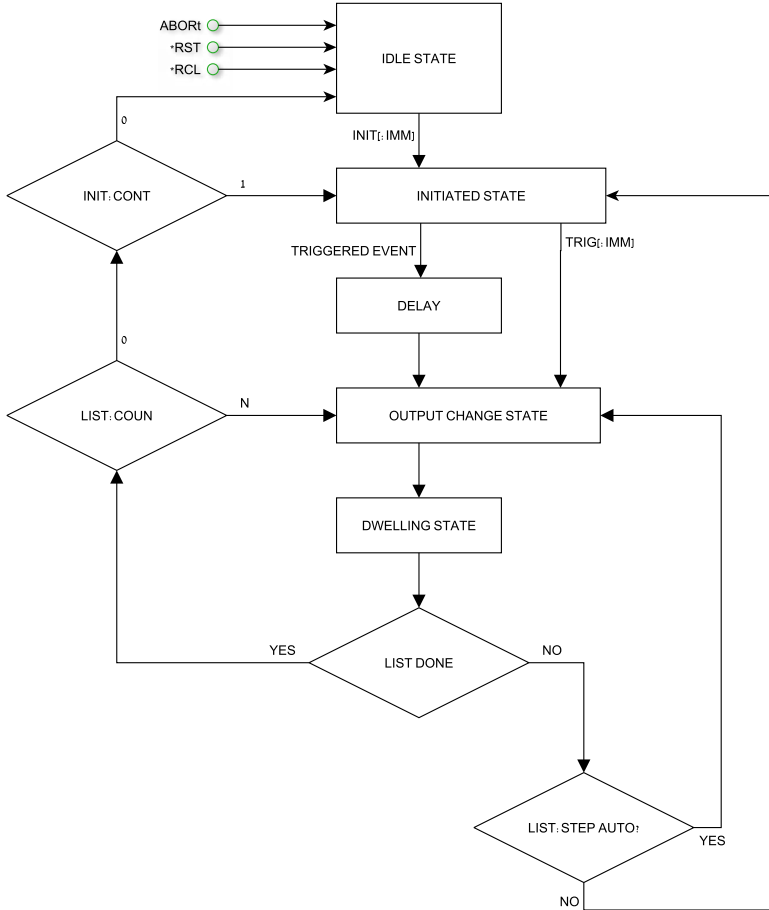 ABORt
*RST
*RCL
IDLE STATE
0
INIT[:IMM]
INIT:CONT
1
INITIATED STATE
TRIGGERED EVENT
TRIG[:IMM]
DELAY
0
LIST:COUN
N
OUTPUT CHANGE STATE
DWELLING STATE
YES
LIST DONE
NO
LIST:STEP AUTO?
YES
NO